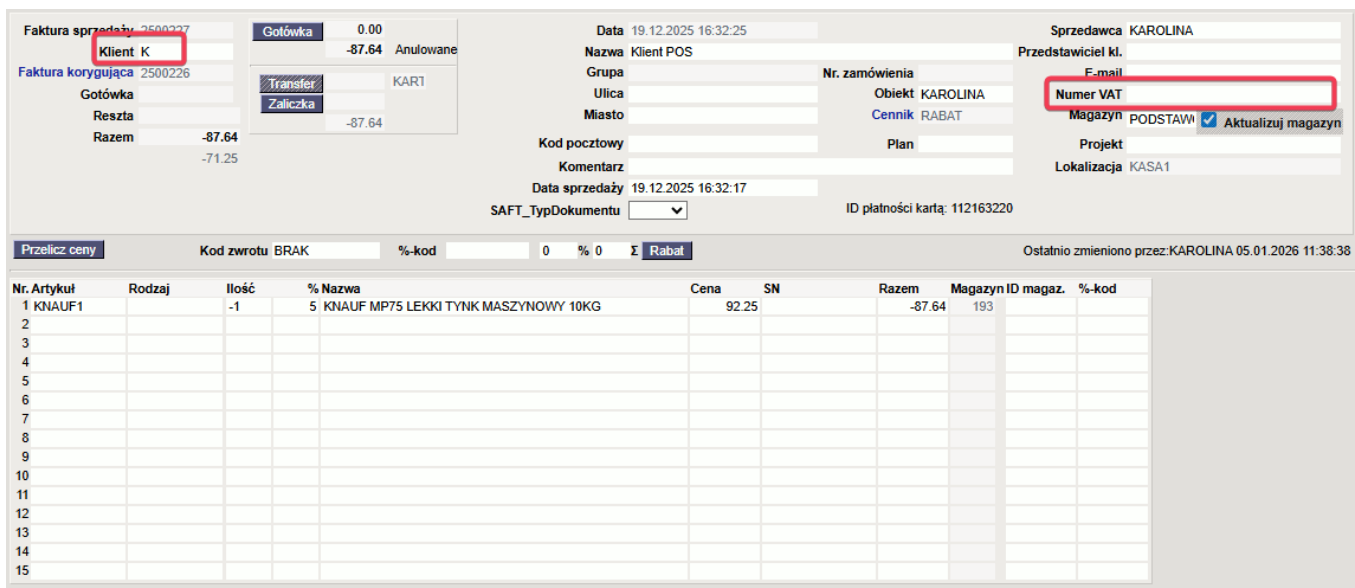 Faktura sprzedaży 2500227 Gotówka 0.00 Data 19.12.2025 16:32:25 Sprzedawca KAROLINA
Klient K -87.64 Anulowane Nazwa Klient POS Przedstawiciel kl.
Faktura korygująca 2500226 Grupa Nr. zamówienia E-mail
Gotówka Transfer KART Ulica Obiekt KAROLINA Numer VAT
Reszta Zaliczka Miasto Cennik RABAT Magazyn PODSTAW Aktualizuj magazyn
Razem -87.64 -87.64 Kod pocztowy Plan Projekt
-71.25 Komentarz Lokalizacja KASA1
Data sprzedaży 19.12.2025 16:32:17
SAFT_TypDokumentu ID płatności kartą: 112163220
Przelicz ceny Kod zwrotu BRAK %-kod 0 % 0 Σ Rabat Ostatnio zmieniono przez:KAROLINA 05.01.2026 11:38:38
Nr. Artykuł Rodzaj Ilość % Nazwa Cena SN Razem Magazyn ID magaz. %-kod
1 KNAUF1 -1 5 KNAUF MP75 LEKKI TYNK MASZYNOWY 10KG 92.25 -87.64 193
2
3
4
5
6
7
8
9
10
11
12
13
14
15